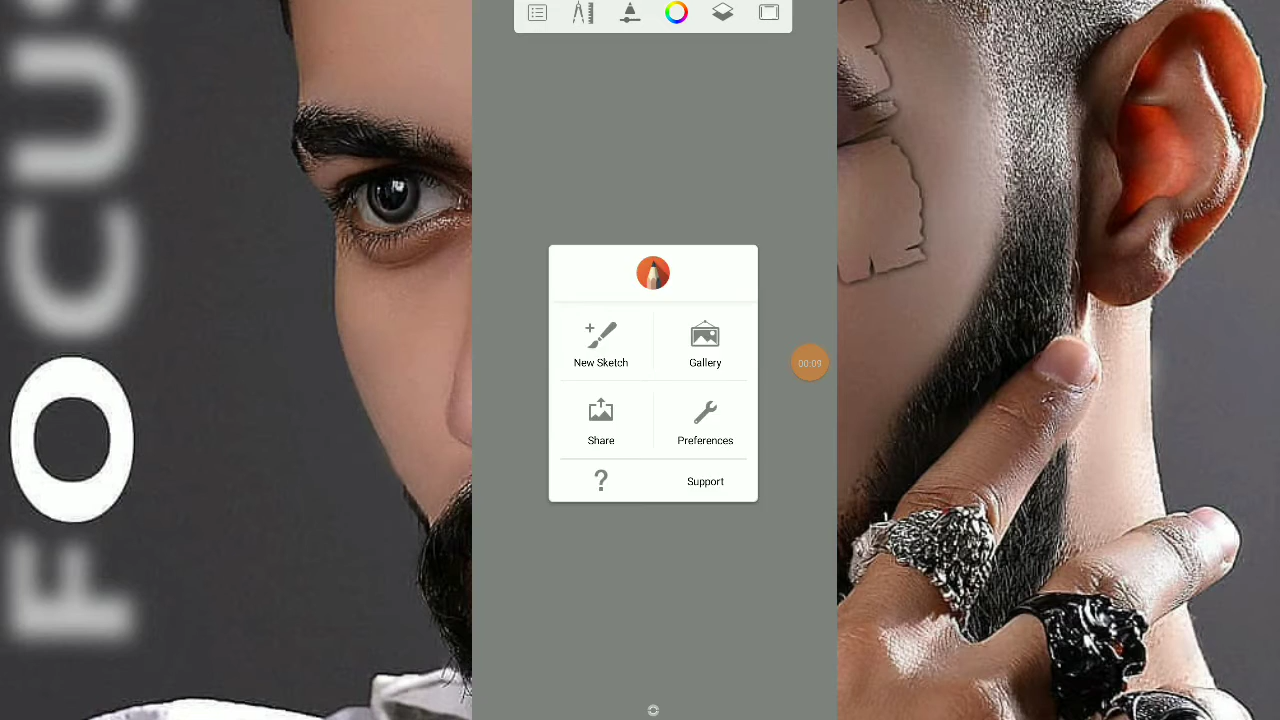 FOCUS
New Sketch
Gallery
00:09
Share
Preferences
?
Support